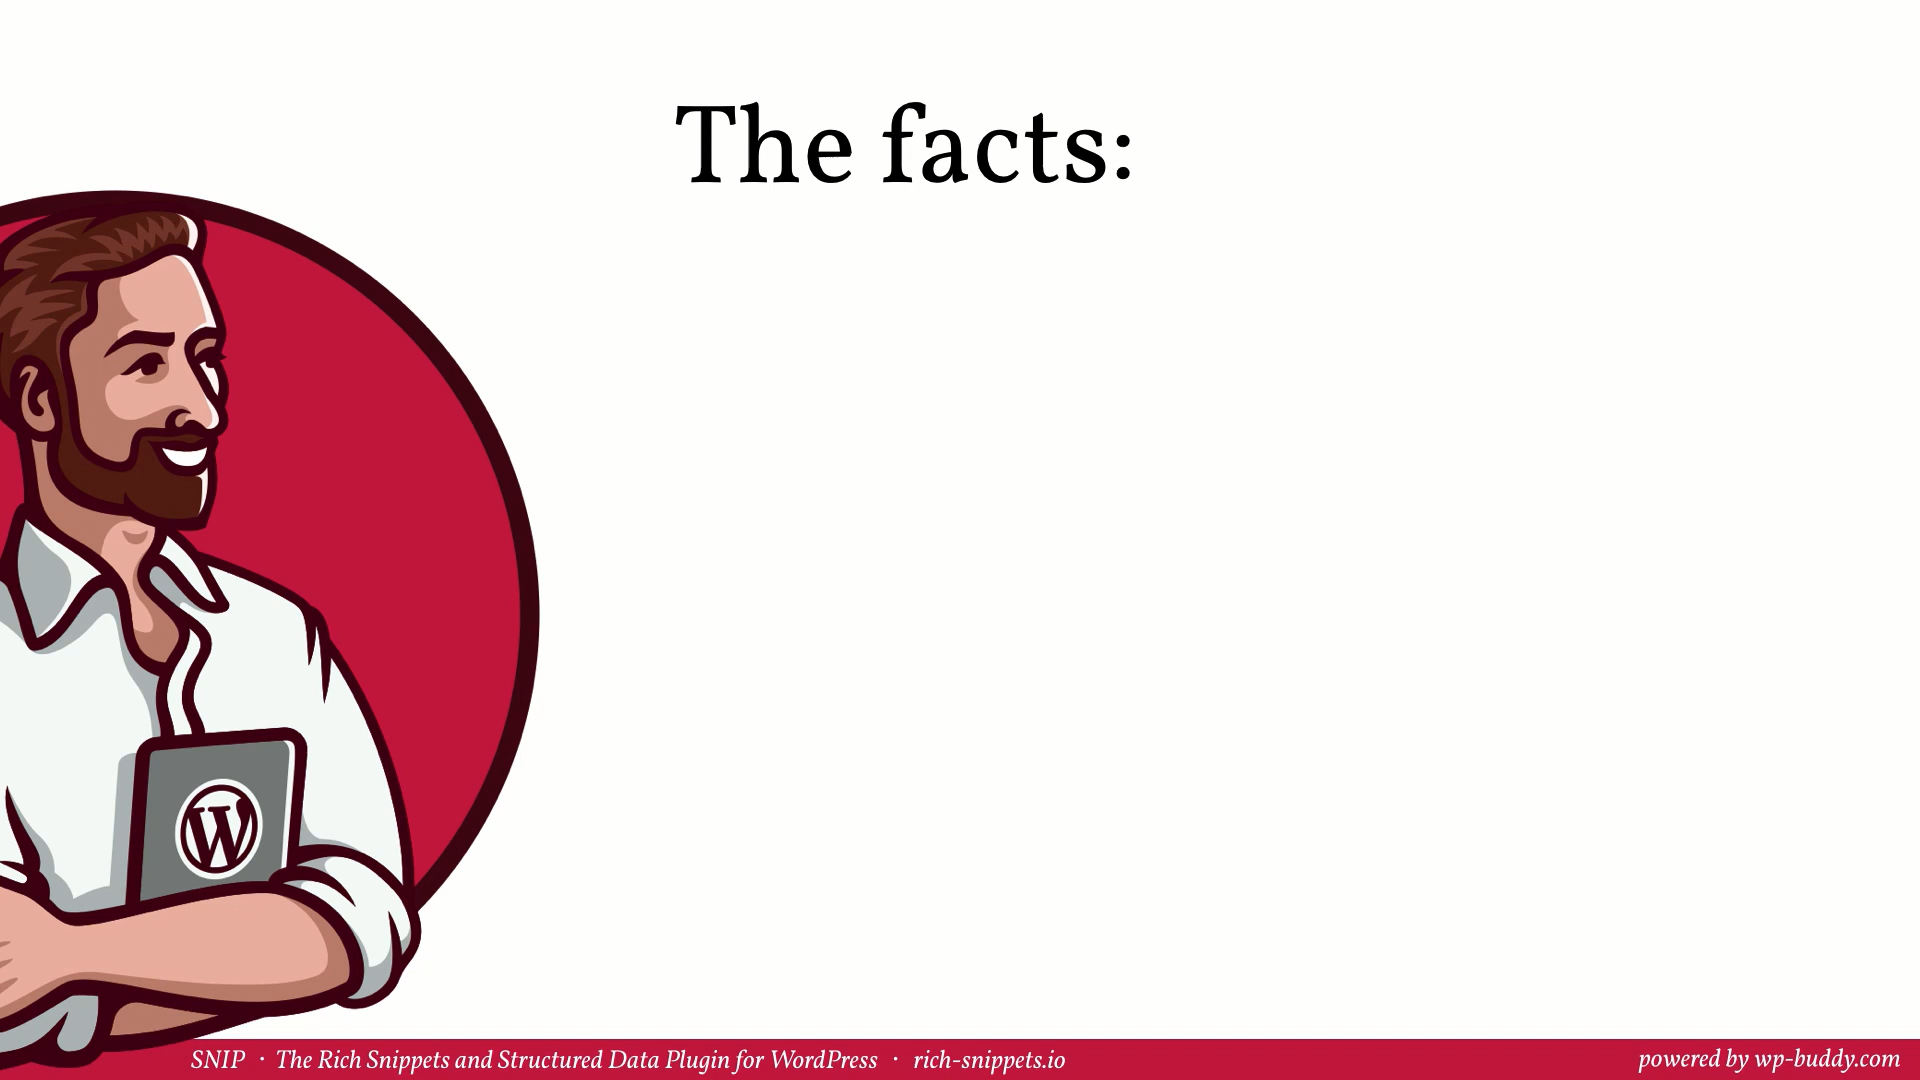 The facts:
W
SNIP · The Rich Snippets and Structured Data Plugin for WordPress · rich-snippets.io
powered by wp-buddy.com